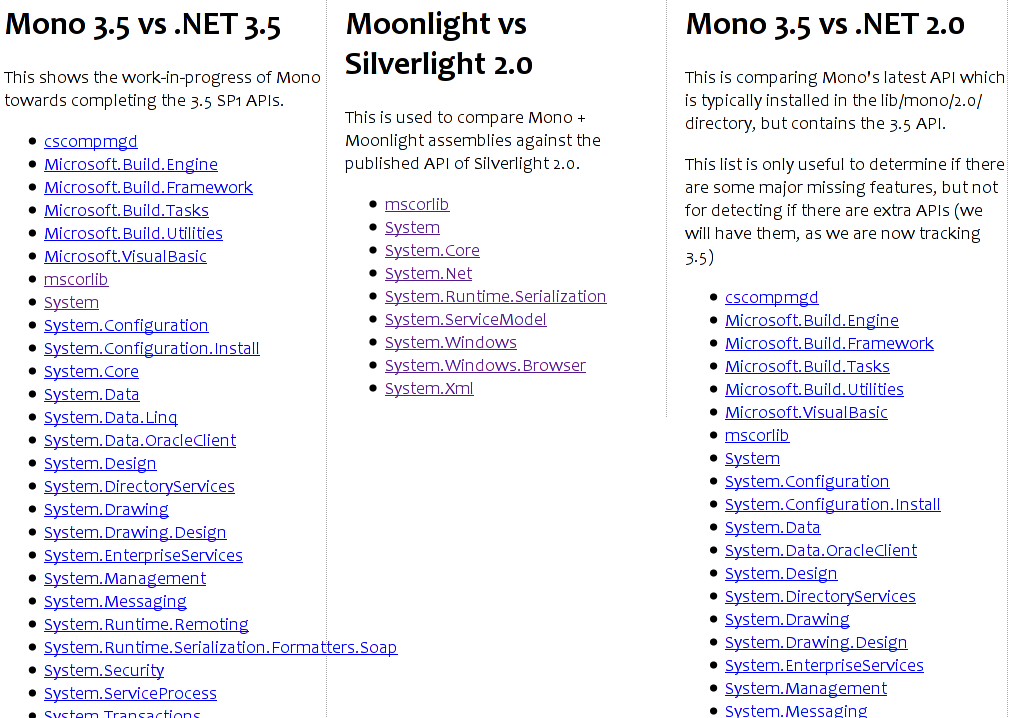 Mono 3.5 vs .NET 3.5
This shows the work-in-progress of Mono
towards completing the 3.5 SP1 APIs.
cscompmgd
Microsoft.Build.Engine
Microsoft.Build.Framework
Microsoft.Build.Tasks
Microsoft.Build.Utilities
Microsoft.VisualBasic
mscorlib
System
System.Configuration
System.Configuration.Install
System.Core
System.Data
System.Data.Linq
System.Data.OracleClient
System.Design
System.DirectoryServices
System.Drawing
System.Drawing.Design
System.EnterpriseServices
System.Management
System.Messaging
System.Runtime.Remoting
System.Runtime.Serialization.Formatters.Soap
System.Security
System.ServiceProcess
System.Transactions
Moonlight vs
Silverlight 2.0
This is used to compare Mono +
Moonlight assemblies against the
published API of Silverlight 2.0.
mscorlib
System
System.Core
System.Net
System.Runtime.Serialization
System.ServiceModel
System.Windows
System.Windows.Browser
System.Xml
Mono 3.5 vs .NET 2.0
This is comparing Mono's latest API which
is typically installed in the lib/mono/2.0/
directory, but contains the 3.5 API.
This list is only useful to determine if there
are some major missing features, but not
for detecting if there are extra APIs (we
will have them, as we are now tracking
3.5)
cscompmgd
Microsoft.Build.Engine
Microsoft.Build.Framework
Microsoft.Build.Tasks
Microsoft.Build.Utilities
Microsoft.VisualBasic
mscorlib
System
System.Configuration
System.Configuration.Install
System.Data
System.Data.OracleClient
System.Design
System.DirectoryServices
System.Drawing
System.Drawing.Design
System.EnterpriseServices
System.Management
System.Messaging